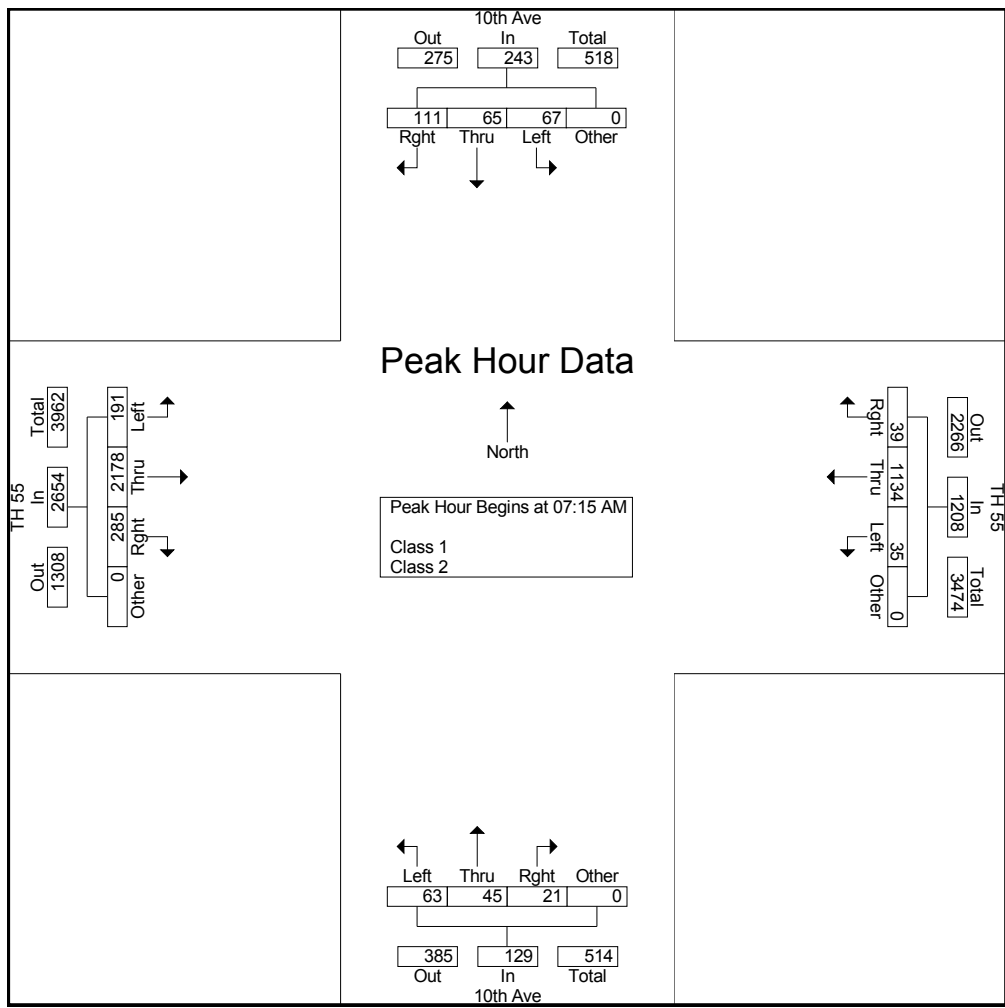 10th Ave
Out In Total
275 243 518
111 65 67 0
Rght Thru Left Other
Peak Hour Data
North
Peak Hour Begins at 07:15 AM
Class 1
Class 2
TH 55
Total In Out
3962 2654 1308
191 2178 285 0
Left Thru Rght Other
TH 55
Out In Total
2266 1208 3474
39 1134 35 0
Rght Thru Left Other
Left Thru Rght Other
63 45 21 0
385 129 514
Out In Total
10th Ave